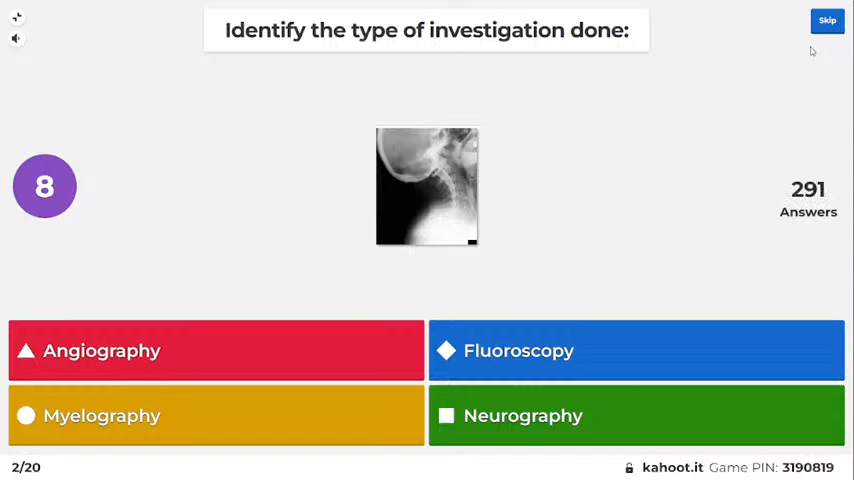 Identify the type of investigation done:
Skip
8
291
Answers
Angiography
Fluoroscopy
Myelography
Neurography
2/20
kahoot.it Game PIN: 3190819